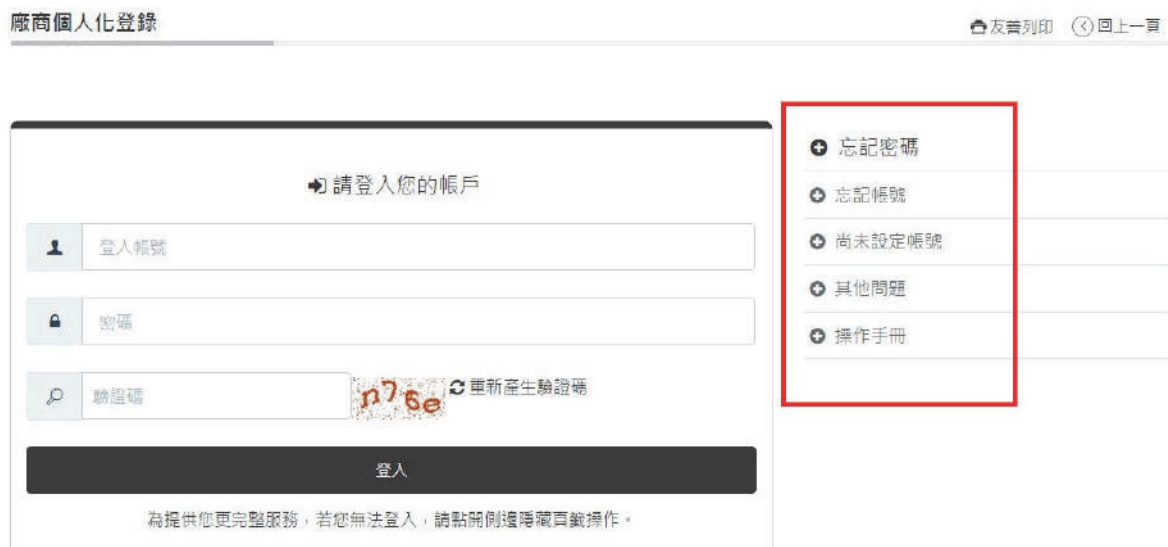 廠商個人化登錄
友善列印 回上一頁
請登入您的帳戶
登入帳號
密碼
驗證碼
n76e
重新產生驗證碼
登入
為提供您更完整服務，若您無法登入，請點開側邊隱藏頁籤操作。
忘記密碼
忘記帳號
尚未設定帳號
其他問題
操作手冊